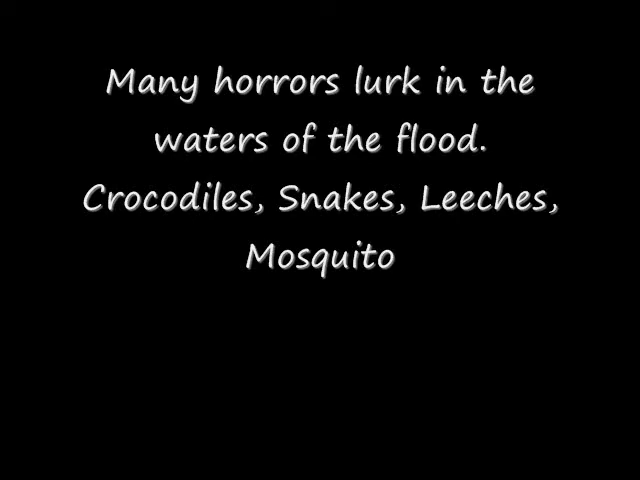 Many horrors lurk in the
waters of the flood.
Crocodiles, Snakes, Leeches,
Mosquito